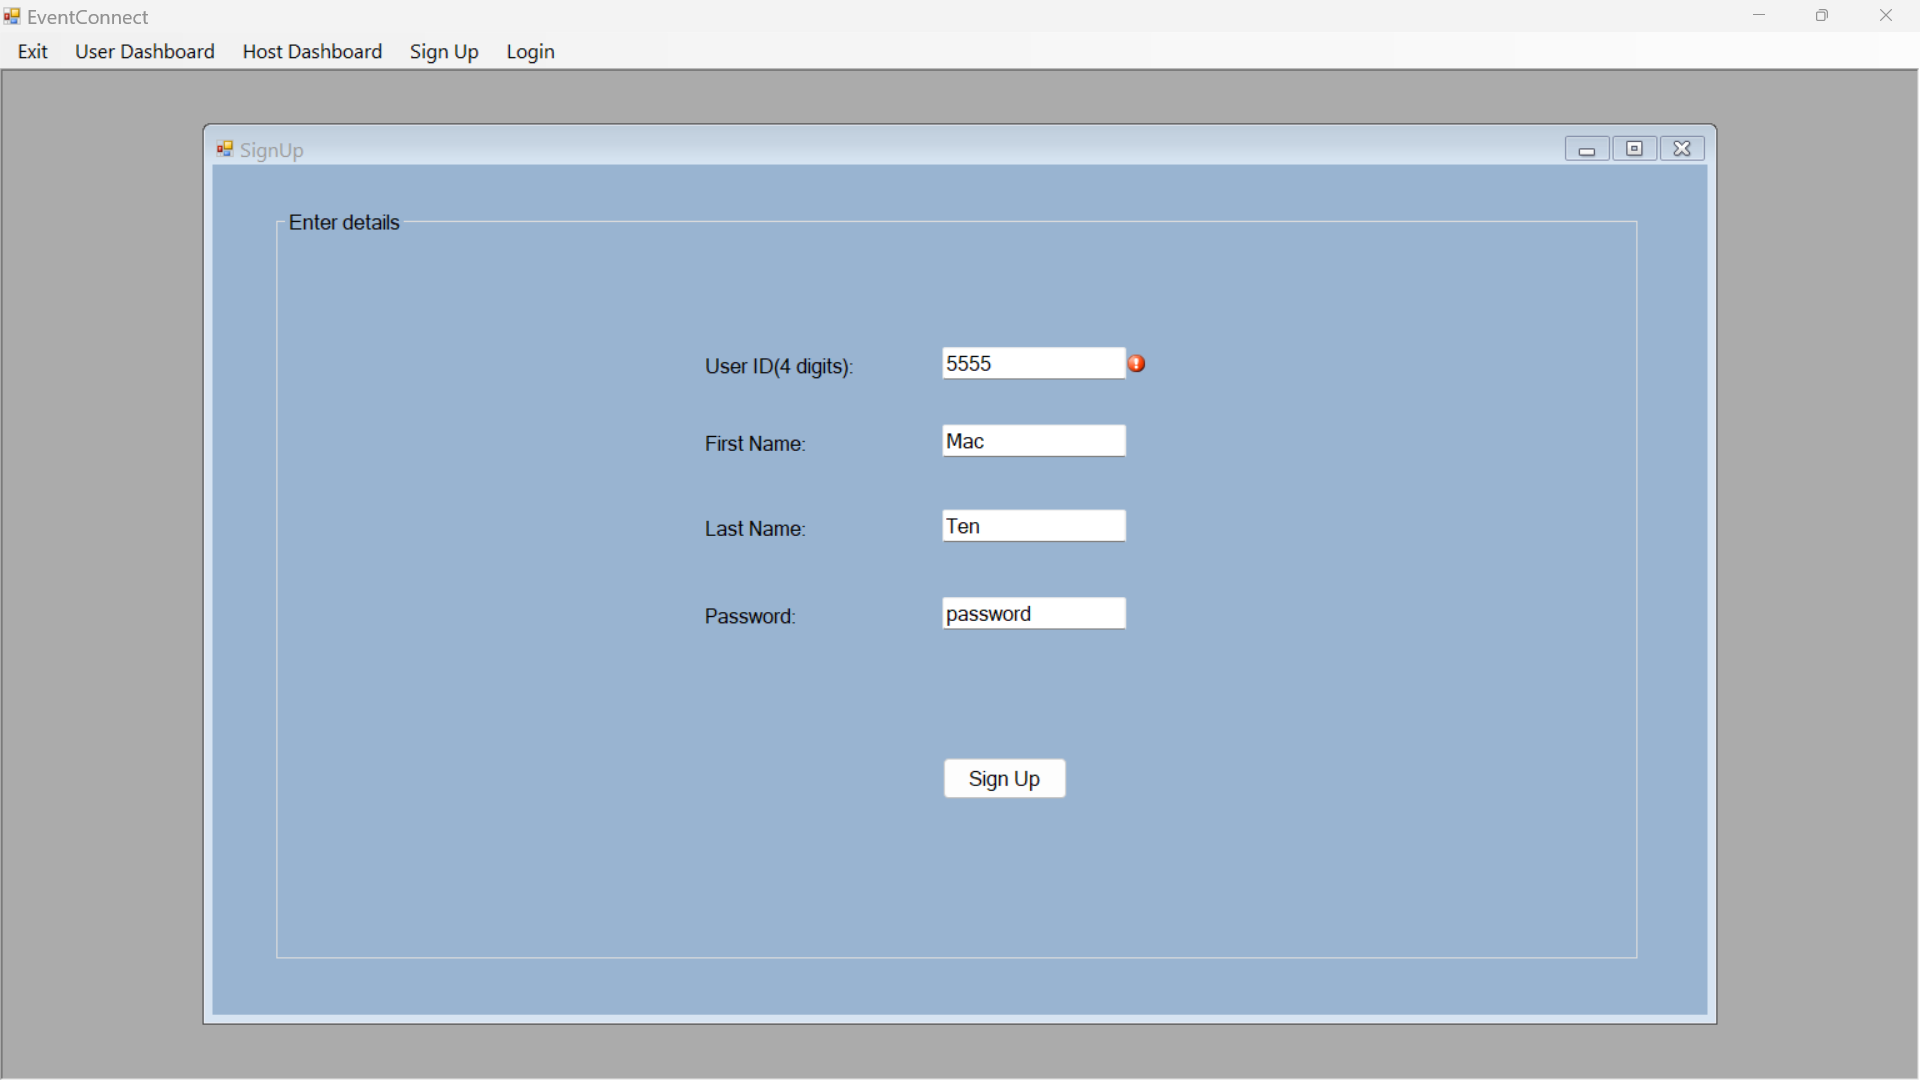 EventConnect
Exit User Dashboard Host Dashboard Sign Up Login
SignUp
Enter details
User ID(4 digits): 5555
First Name: Mac
Last Name: Ten
Password: password
Sign Up